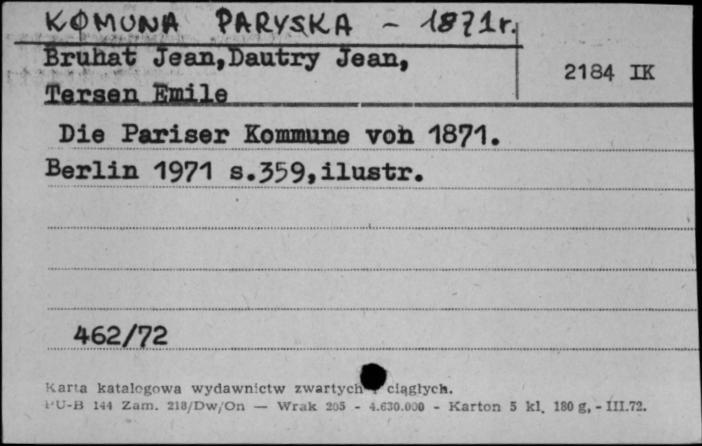 KOMUNA PARYSKA - 1871r.
Bruhat Jean, Dautry Jean,
2184 IK
Tersen Emile
Die Pariser Kommune von 1871.
Berlin 1971 s.359, ilustr.
462/72
Karta katalogowa wydawnictw zwartych i ciągłych.
PU-B 144 Zam. 218/Dw/On — Wrak 205 - 4.630.000 - Karton 5 kl. 180 g, - III.72.